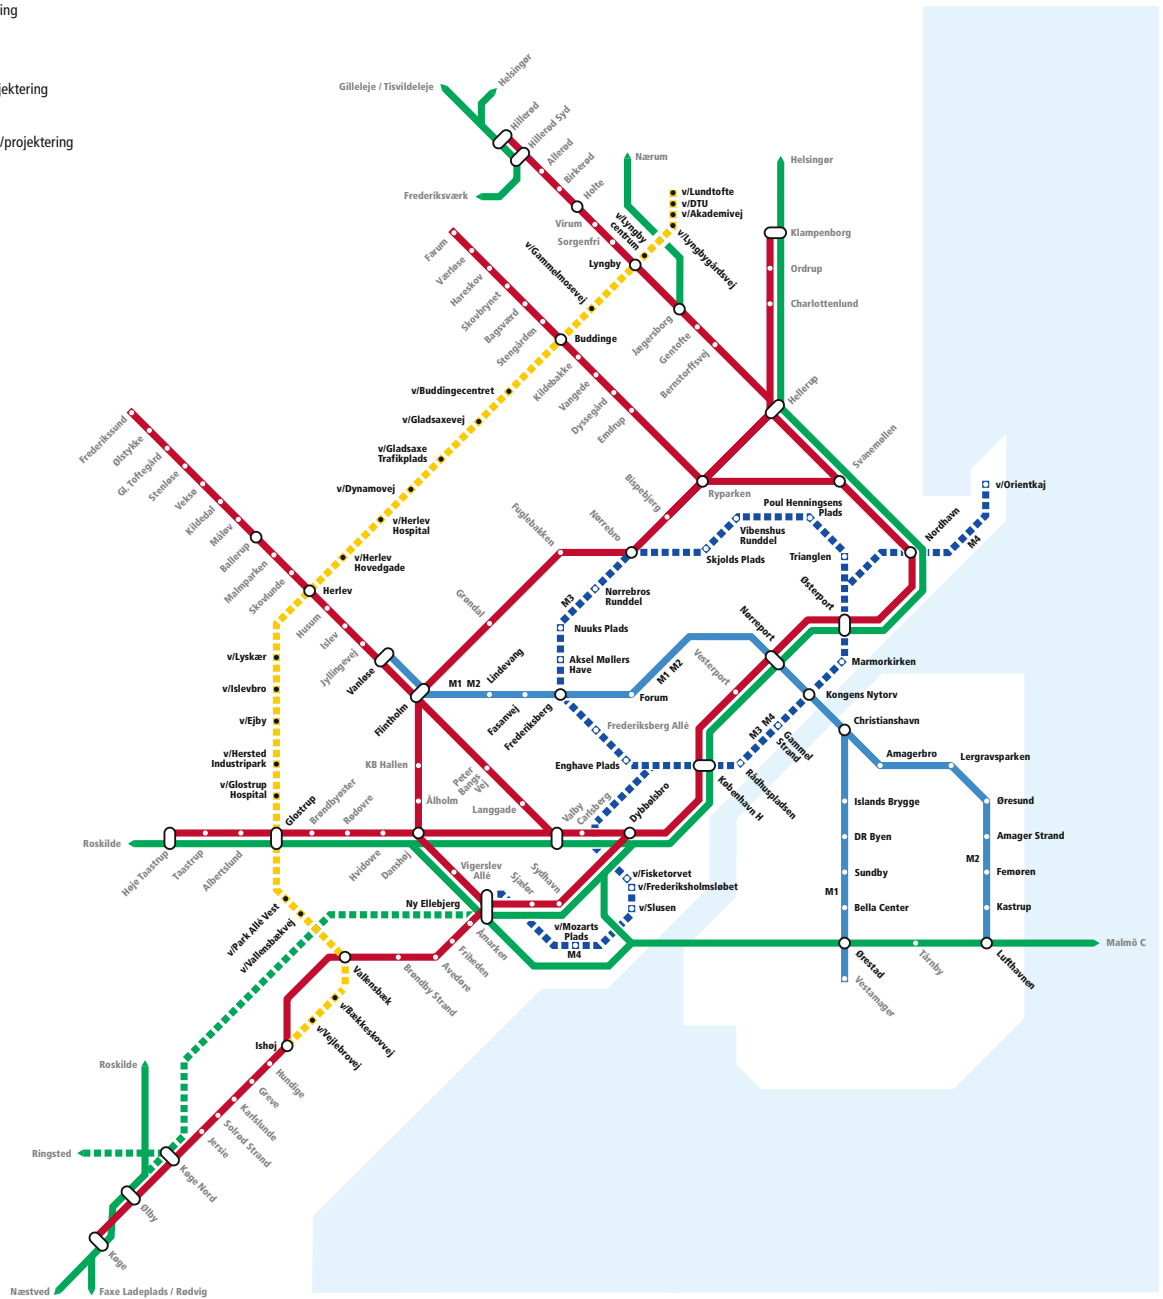 ing
jektering
/projektering
Gilleleje / Tisvildeleje
Helsingør
Hillerød
Hillerød Syd
Allerød
Birkerød
Holte
Frederiksværk
Virum
Sorgenfri
Nærum
Helsingør
v/Lundtofte
v/DTU
v/Akademivej
v/Lyngbygårdsvej
v/Lyngby
centrum
Lyngby
v/Gammelmosevej
Klampenborg
Ordrup
Charlottenlund
Hellerup
Farum
Værløse
Hareskov
Skovbrynet
Bagsværd
Stengården
Buddinge
Kildebakke
Vangede
Dyssegård
Emdrup
Jægersborg
Gentofte
Bernstorffsvej
v/Buddingecentret
v/Gladsaxevej
v/Gladsaxe
Trafikplads
v/Dynamovej
v/Herlev
Hospital
v/Herlev
Hovedgade
Frederikssund
Ølstykke
Gl. Toftegård
Stenløse
Veksø
Kildedal
Måløv
Ballerup
Malmparken
Skovlunde
Herlev
Husum
Islev
Jyllingevej
Vanløse
Flintholm
Svanemøllen
Ryparken
Bispebjerg
Nørrebro
Fuglebakken
Grøndal
Poul Henningsens
Plads
Vibenshus
Runddel
Skjolds Plads
Trianglen
Østerport
Nordhavn
M4
v/Orientkaj
M3
Nørrebros
Runddel
Nuuks Plads
Aksel Møllers
Have
Nørreport
Vesterport
Marmorkirken
M1 M2
Lindevang
Fasanvej
Frederiksberg
Forum
M1 M2
Kongens Nytorv
Christianshavn
Frederiksberg Allé
M3 M4
Gammel
Strand
Rådhuspladsen
København H
Enghave Plads
Amagerbro
Lergravsparken
Øresund
Amager Strand
M2
Femøren
Kastrup
Lufthavnen
Islands Brygge
DR Byen
Sundby
M1
Bella Center
Ørestad
Vestamager
Tårnby
Malmö C
v/Lyskær
v/Islevbro
v/Ejby
v/Hersted
Industripark
v/Glostrup
Hospital
KB Hallen
Ålholm
Peter
Bangs
Vej
Langgade
Valby
Carlsberg
Dybbølsbro
Roskilde
Høje Taastrup
Taastrup
Albertslund
Glostrup
Brøndbyøster
Rødovre
Hvidovre
Danshøj
Vigerslev
Allé
Ny Ellebjerg
Sjælør
Sydhavn
v/Fisketorvet
v/Frederiksholmsløbet
v/Slusen
v/Mozarts
Plads
M4
v/Park Allé Vest
v/Vallensbækvej
Åmarken
Friheden
Avedøre
Brøndby Strand
Vallensbæk
v/Bækkeskovvej
v/Vejlebrovej
Ishøj
Hundige
Greve
Karlslunde
Solrød Strand
Jersie
Roskilde
Ringsted
Køge Nord
Ølby
Køge
Næstved
Faxe Ladeplads / Rødvig